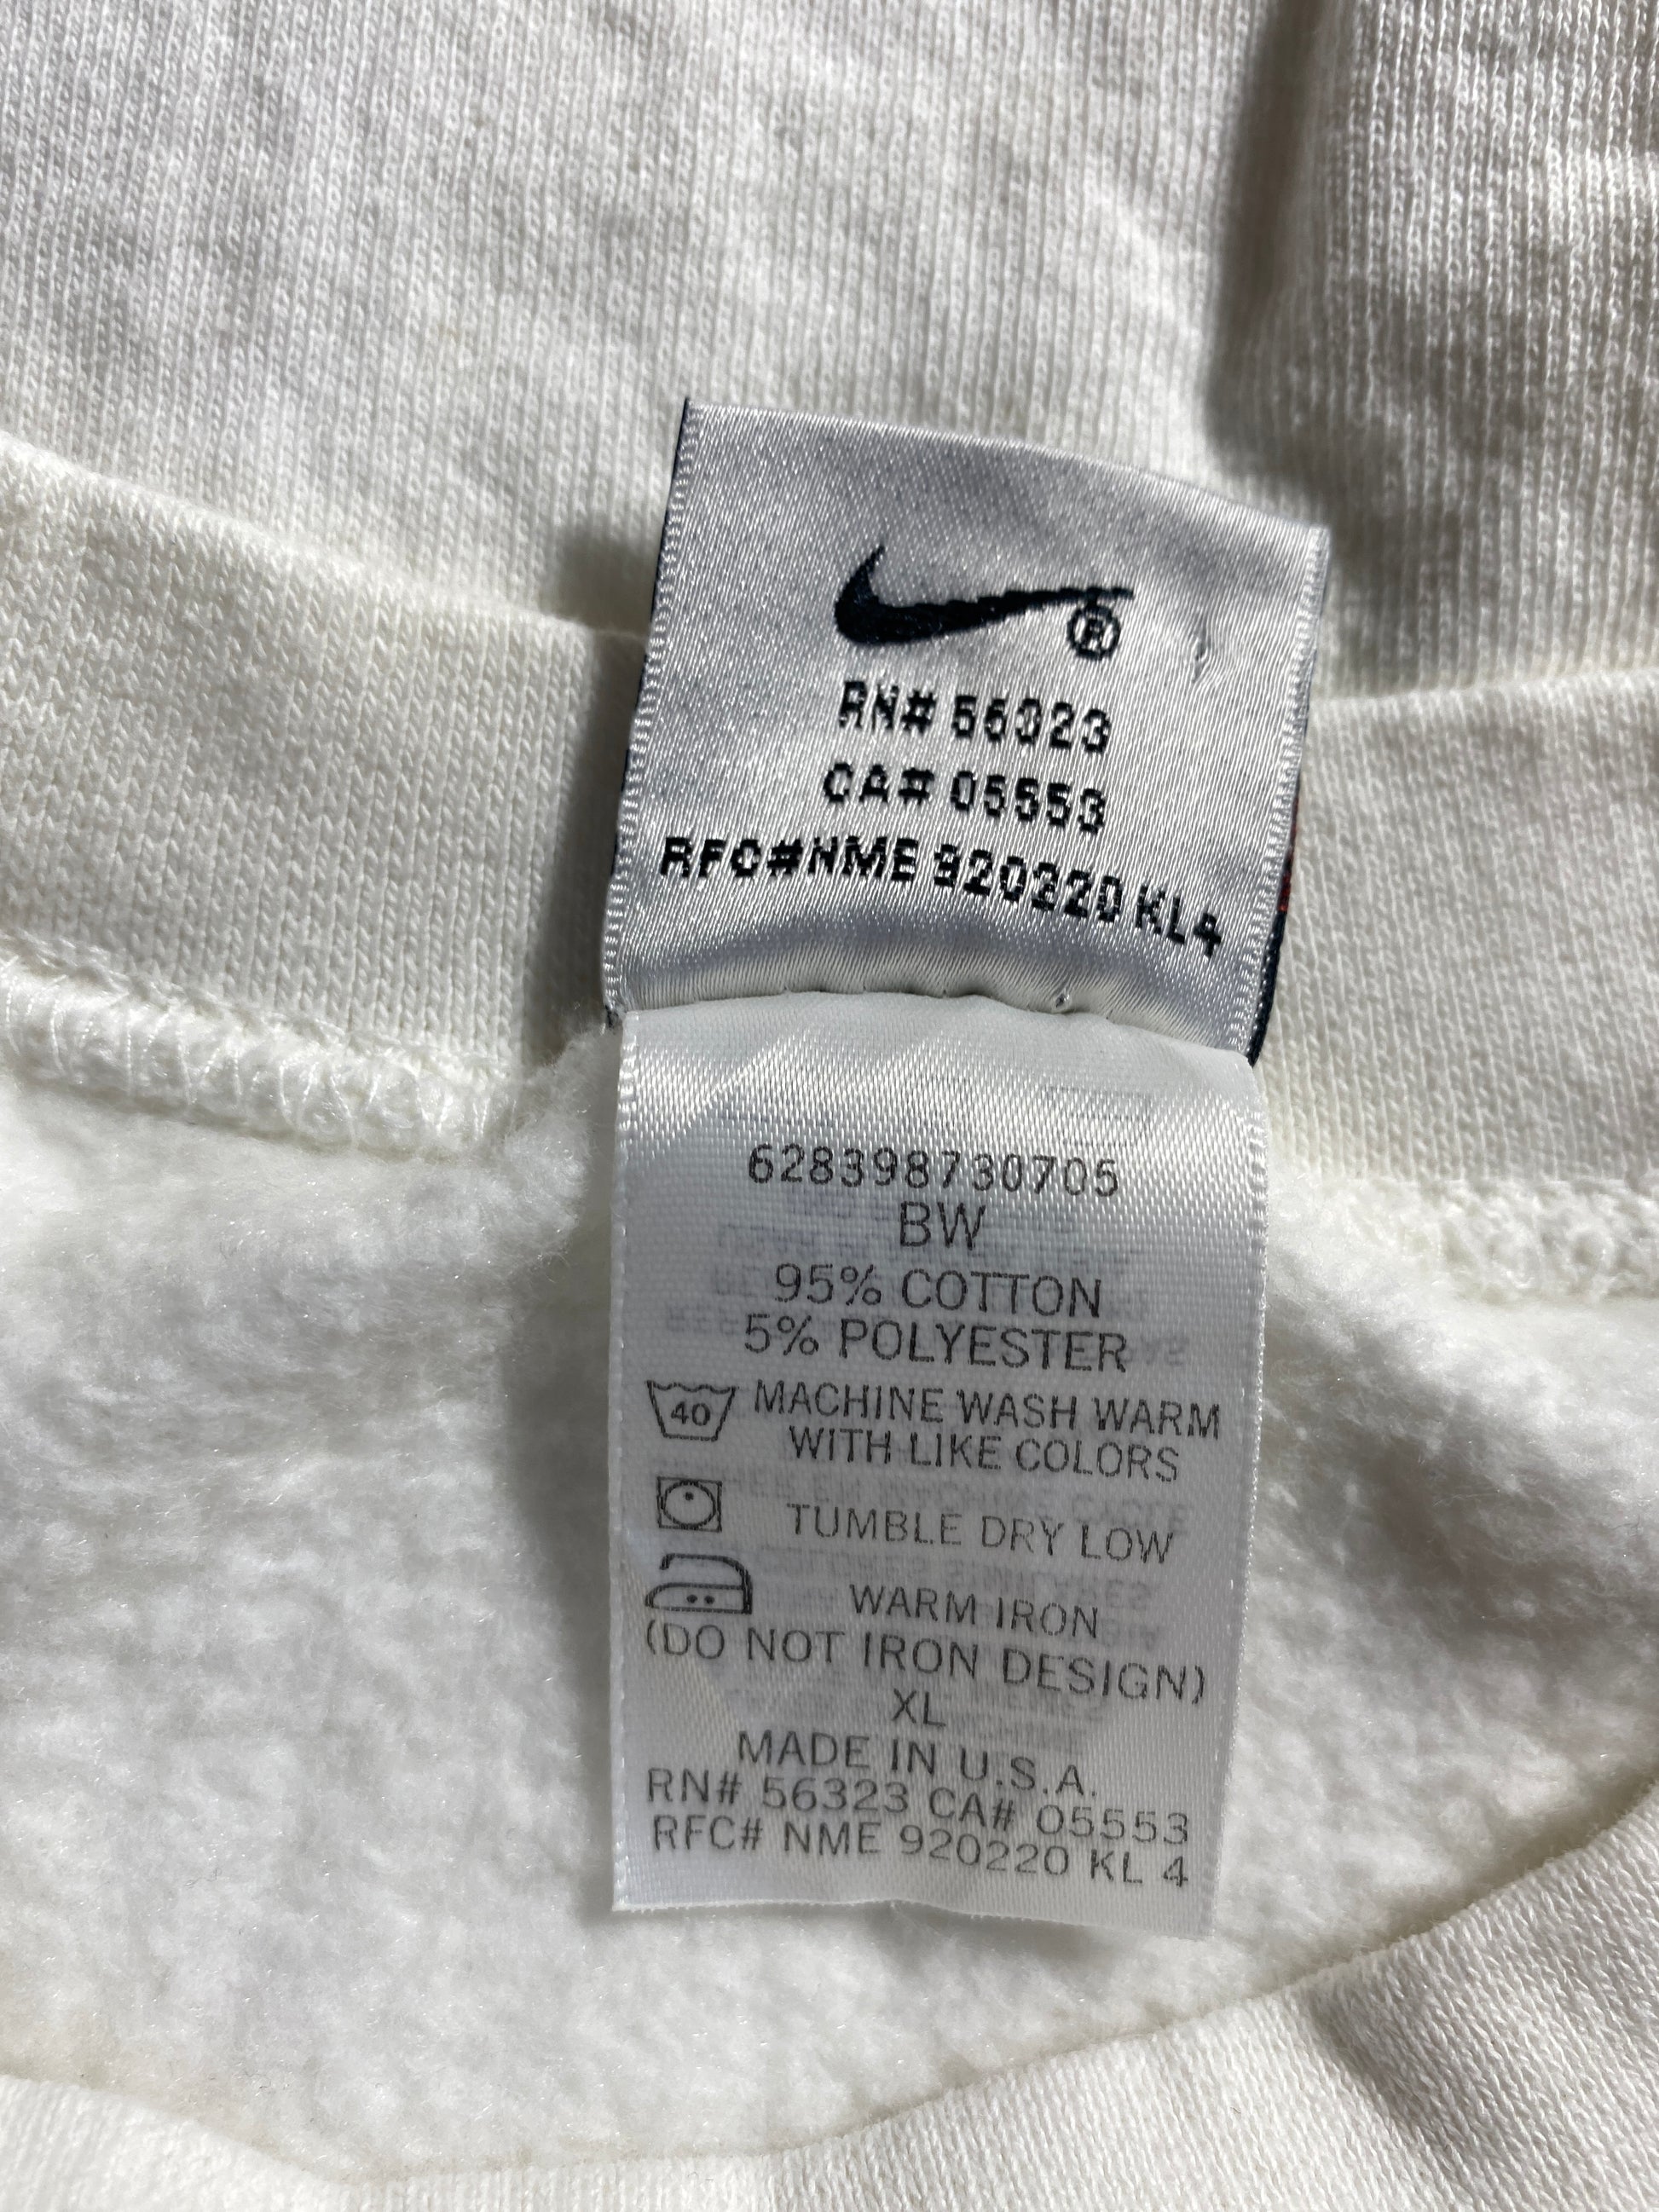 ®
RN# 56323
CA# 05553
RFC#NME 920220 KL4
628398730705
BW
95% COTTON
5% POLYESTER
40 MACHINE WASH WARM
WITH LIKE COLORS
TUMBLE DRY LOW
WARM IRON
(DO NOT IRON DESIGN)
XL
MADE IN U.S.A.
RN# 56323 CA# 05553
RFC# NME 920220 KL 4